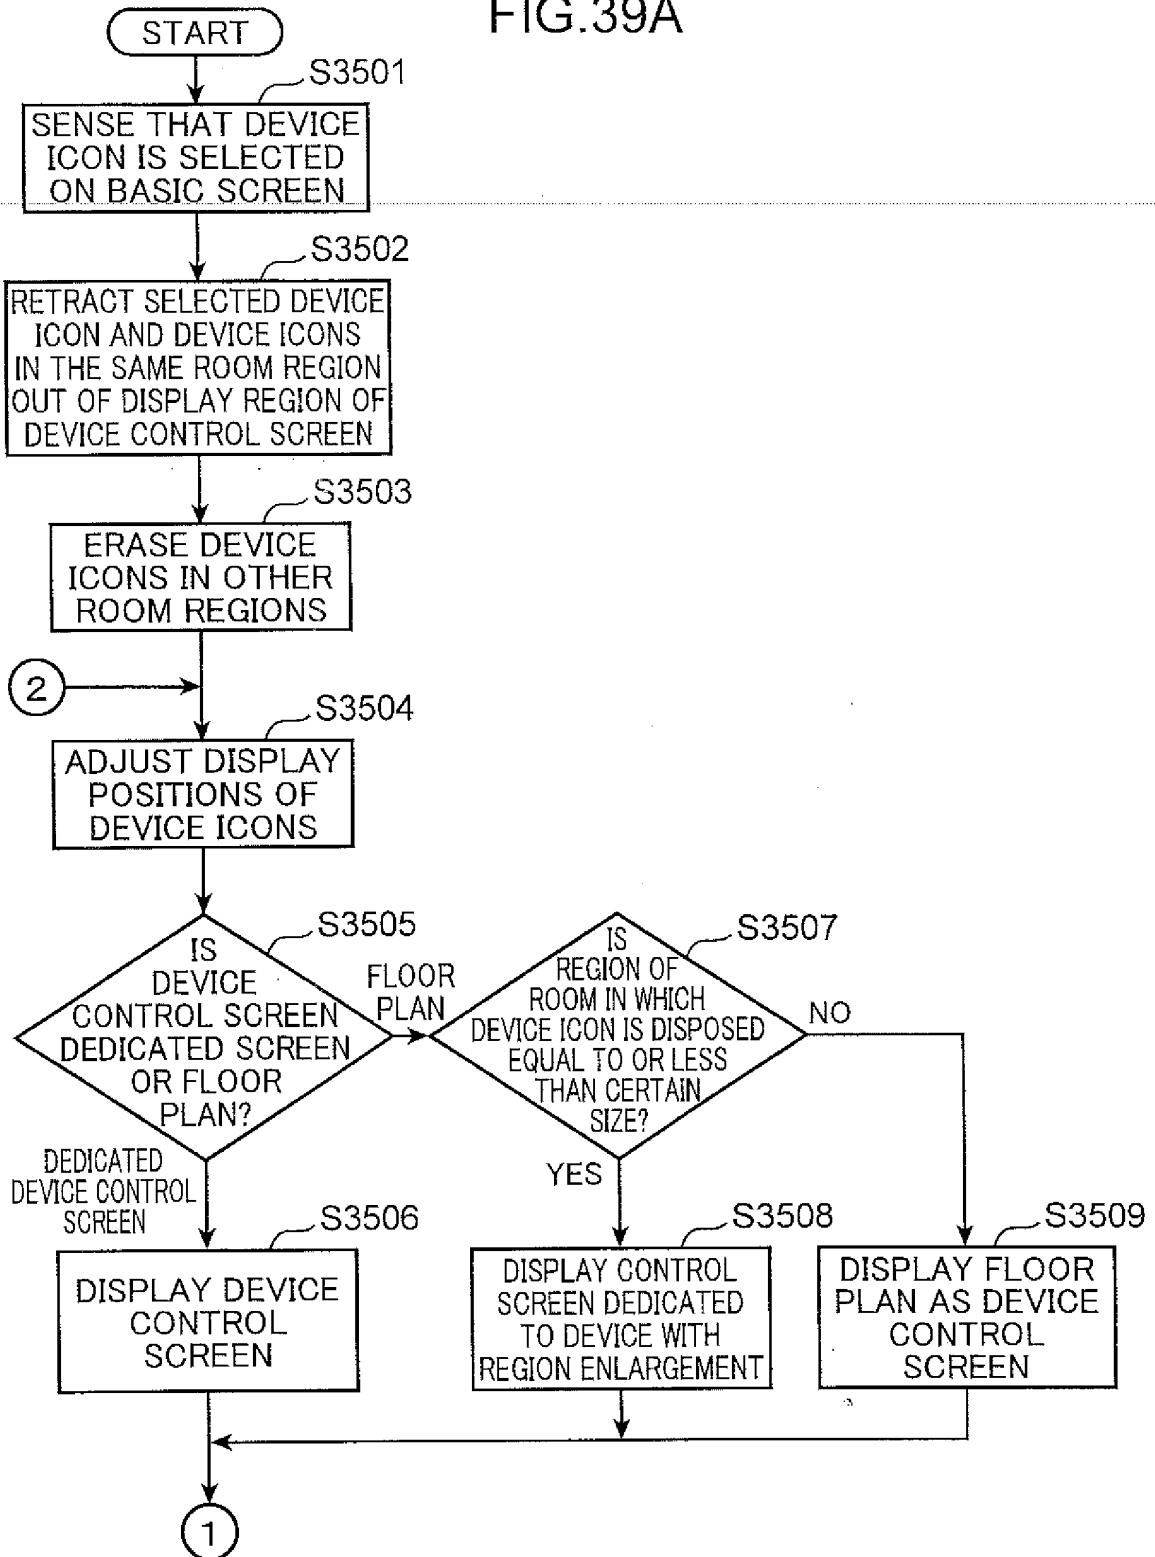 FIG.39A
START
S3501
SENSE THAT DEVICE
ICON IS SELECTED
ON BASIC SCREEN
S3502
RETRACT SELECTED DEVICE
ICON AND DEVICE ICONS
IN THE SAME ROOM REGION
OUT OF DISPLAY REGION OF
DEVICE CONTROL SCREEN
S3503
ERASE DEVICE
ICONS IN OTHER
ROOM REGIONS
2
S3504
ADJUST DISPLAY
POSITIONS OF
DEVICE ICONS
S3505
IS
DEVICE
CONTROL SCREEN
DEDICATED SCREEN
OR FLOOR
PLAN?
FLOOR
PLAN
S3507
IS
REGION OF
ROOM IN WHICH
DEVICE ICON IS DISPOSED
EQUAL TO OR LESS
THAN CERTAIN
SIZE?
NO
DEDICATED
DEVICE CONTROL
SCREEN
YES
S3506
DISPLAY DEVICE
CONTROL
SCREEN
S3508
DISPLAY CONTROL
SCREEN DEDICATED
TO DEVICE WITH
REGION ENLARGEMENT
S3509
DISPLAY FLOOR
PLAN AS DEVICE
CONTROL
SCREEN
1